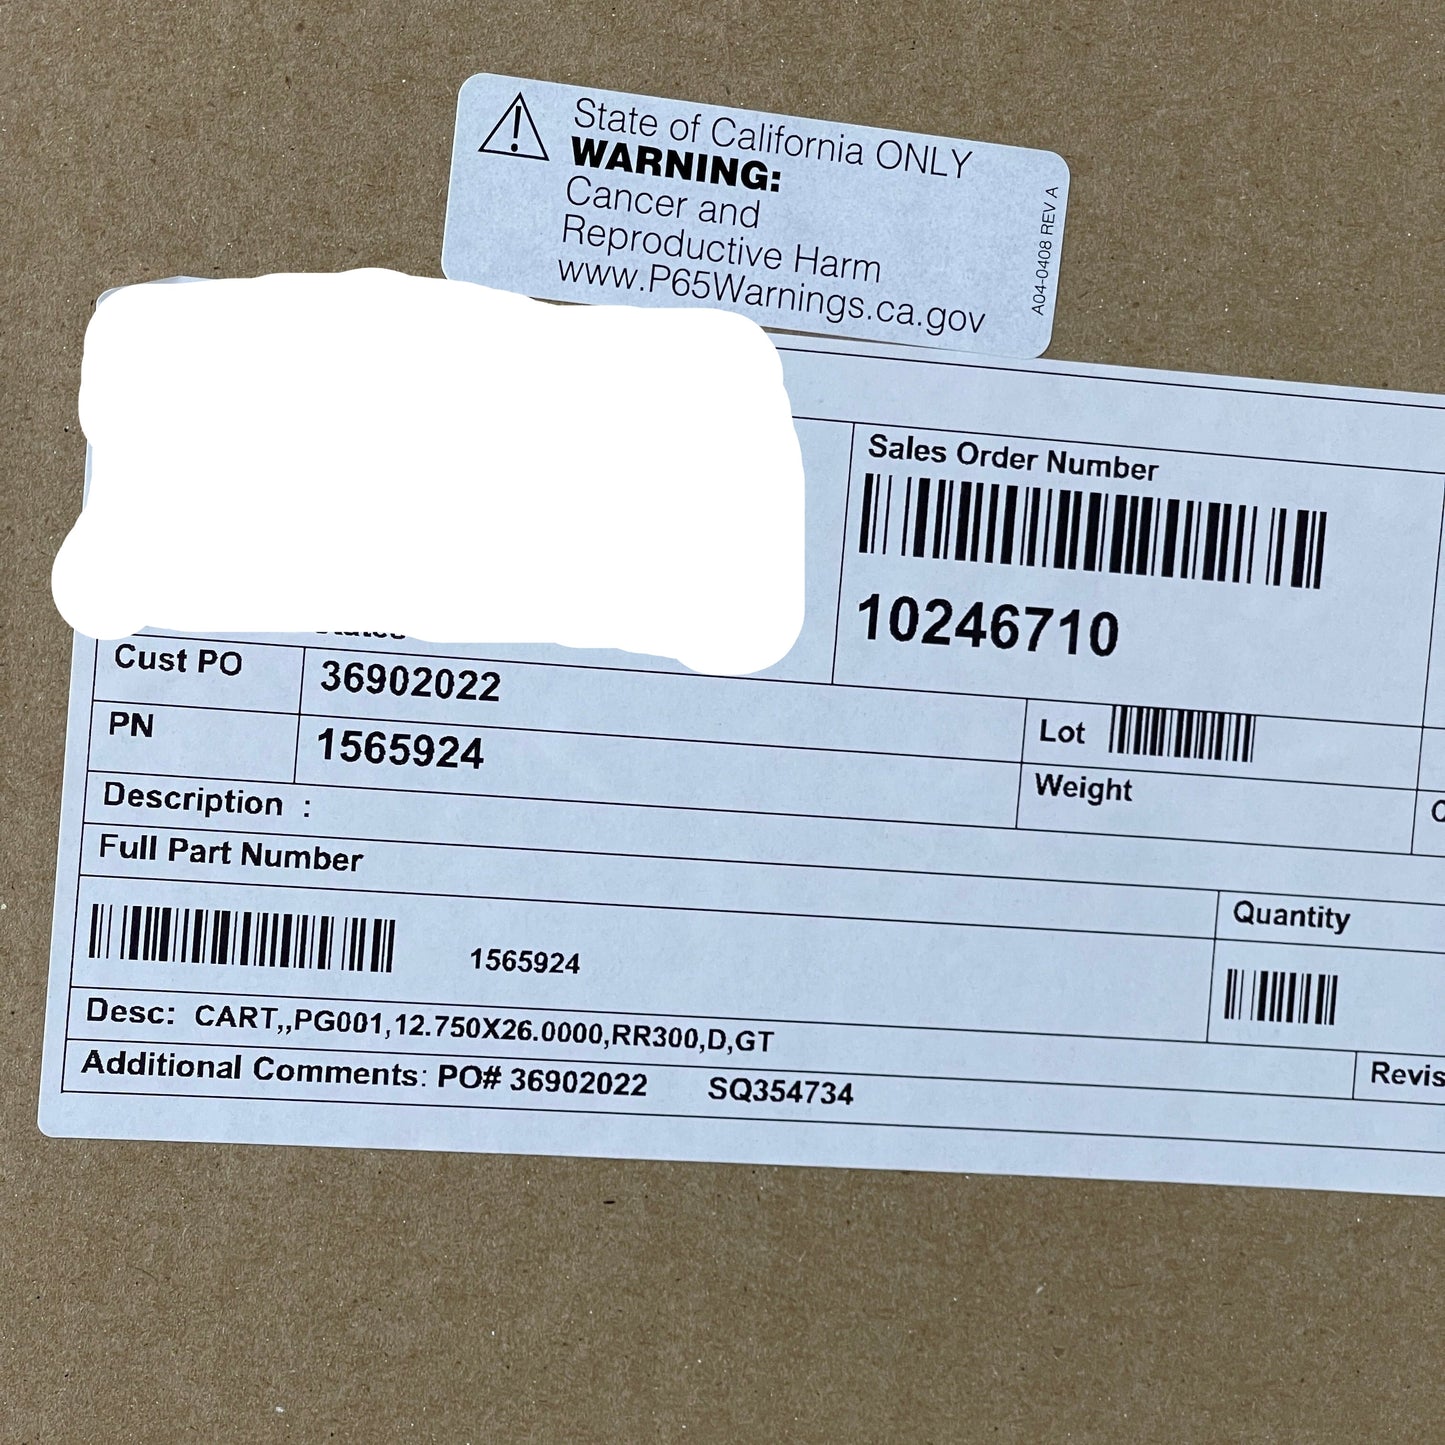 State of California ONLY
WARNING:
Cancer and
Reproductive Harm
www.P65Warnings.ca.gov
A04-0408 REV A
Sales Order Number
10246710
Cust PO 36902022
Lot
PN 1565924
Weight
Description :
Full Part Number
Quantity
1565924
Desc: CART,,PG001,12.750X26.0000,RR300,D,GT
Additional Comments: PO# 36902022 SQ354734
Revis